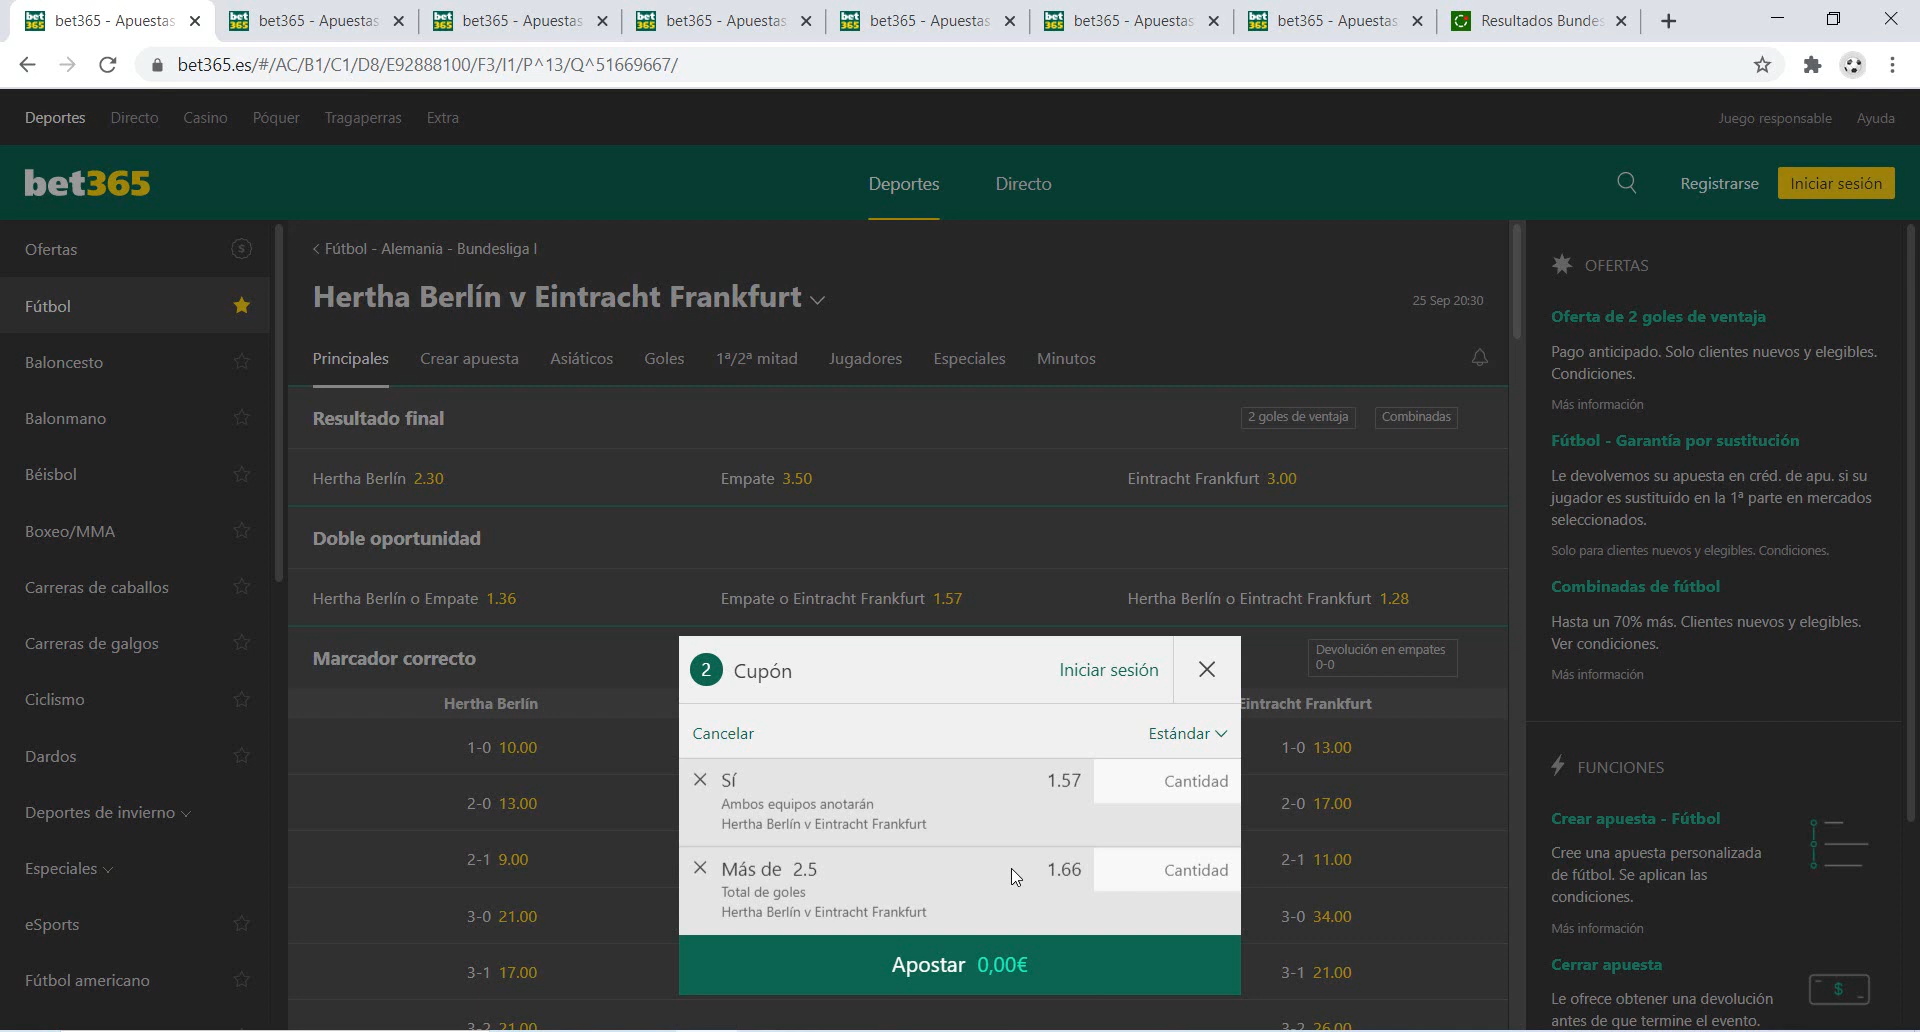 bet365 - Apuestas
bet365 - Apuestas
bet365 - Apuestas
bet365 - Apuestas
bet365 - Apuestas
bet365 - Apuestas
bet365 - Apuestas
Resultados Bundes
bet365.es/#/AC/B1/C1/D8/E92888100/F3/I1/P^13/Q^51669667/
Deportes Directo Casino Póquer Tragaperras Extra
Juego responsable Ayuda
bet365
Deportes Directo
Registrarse Iniciar sesión
Ofertas
Fútbol
Baloncesto
Balonmano
Béisbol
Boxeo/MMA
Carreras de caballos
Carreras de galgos
Ciclismo
Dardos
Deportes de invierno
Especiales
eSports
Fútbol americano
< Fútbol - Alemania - Bundesliga I
Hertha Berlín v Eintracht Frankfurt
25 Sep 20:30
Principales Crear apuesta Asiáticos Goles 1ª/2ª mitad Jugadores Especiales Minutos
Resultado final
2 goles de ventaja Combinadas
Hertha Berlín 2.30 Empate 3.50 Eintracht Frankfurt 3.00
Doble oportunidad
Hertha Berlín o Empate 1.36 Empate o Eintracht Frankfurt 1.57 Hertha Berlín o Eintracht Frankfurt 1.28
Marcador correcto
Devolución en empates
0-0
Hertha Berlín Eintracht Frankfurt
1-0 10.00 1-0 13.00
2-0 13.00 2-0 17.00
2-1 9.00 2-1 11.00
3-0 21.00 3-0 34.00
3-1 17.00 3-1 21.00
3-2 21.00 3-2 26.00
2 Cupón Iniciar sesión
Cancelar Estándar
Sí 1.57 Cantidad
Ambos equipos anotarán
Hertha Berlín v Eintracht Frankfurt
Más de 2.5 1.66 Cantidad
Total de goles
Hertha Berlín v Eintracht Frankfurt
Apostar 0,00€
OFERTAS
Oferta de 2 goles de ventaja
Pago anticipado. Solo clientes nuevos y elegibles.
Condiciones.
Más información
Fútbol - Garantía por sustitución
Le devolvemos su apuesta en créd. de apu. si su
jugador es sustituido en la 1ª parte en mercados
seleccionados.
Solo para clientes nuevos y elegibles. Condiciones.
Combinadas de fútbol
Hasta un 70% más. Clientes nuevos y elegibles.
Ver condiciones.
Más información
FUNCIONES
Crear apuesta - Fútbol
Cree una apuesta personalizada
de fútbol. Se aplican las
condiciones.
Más información
Cerrar apuesta
Le ofrece obtener una devolución
antes de que termine el evento.